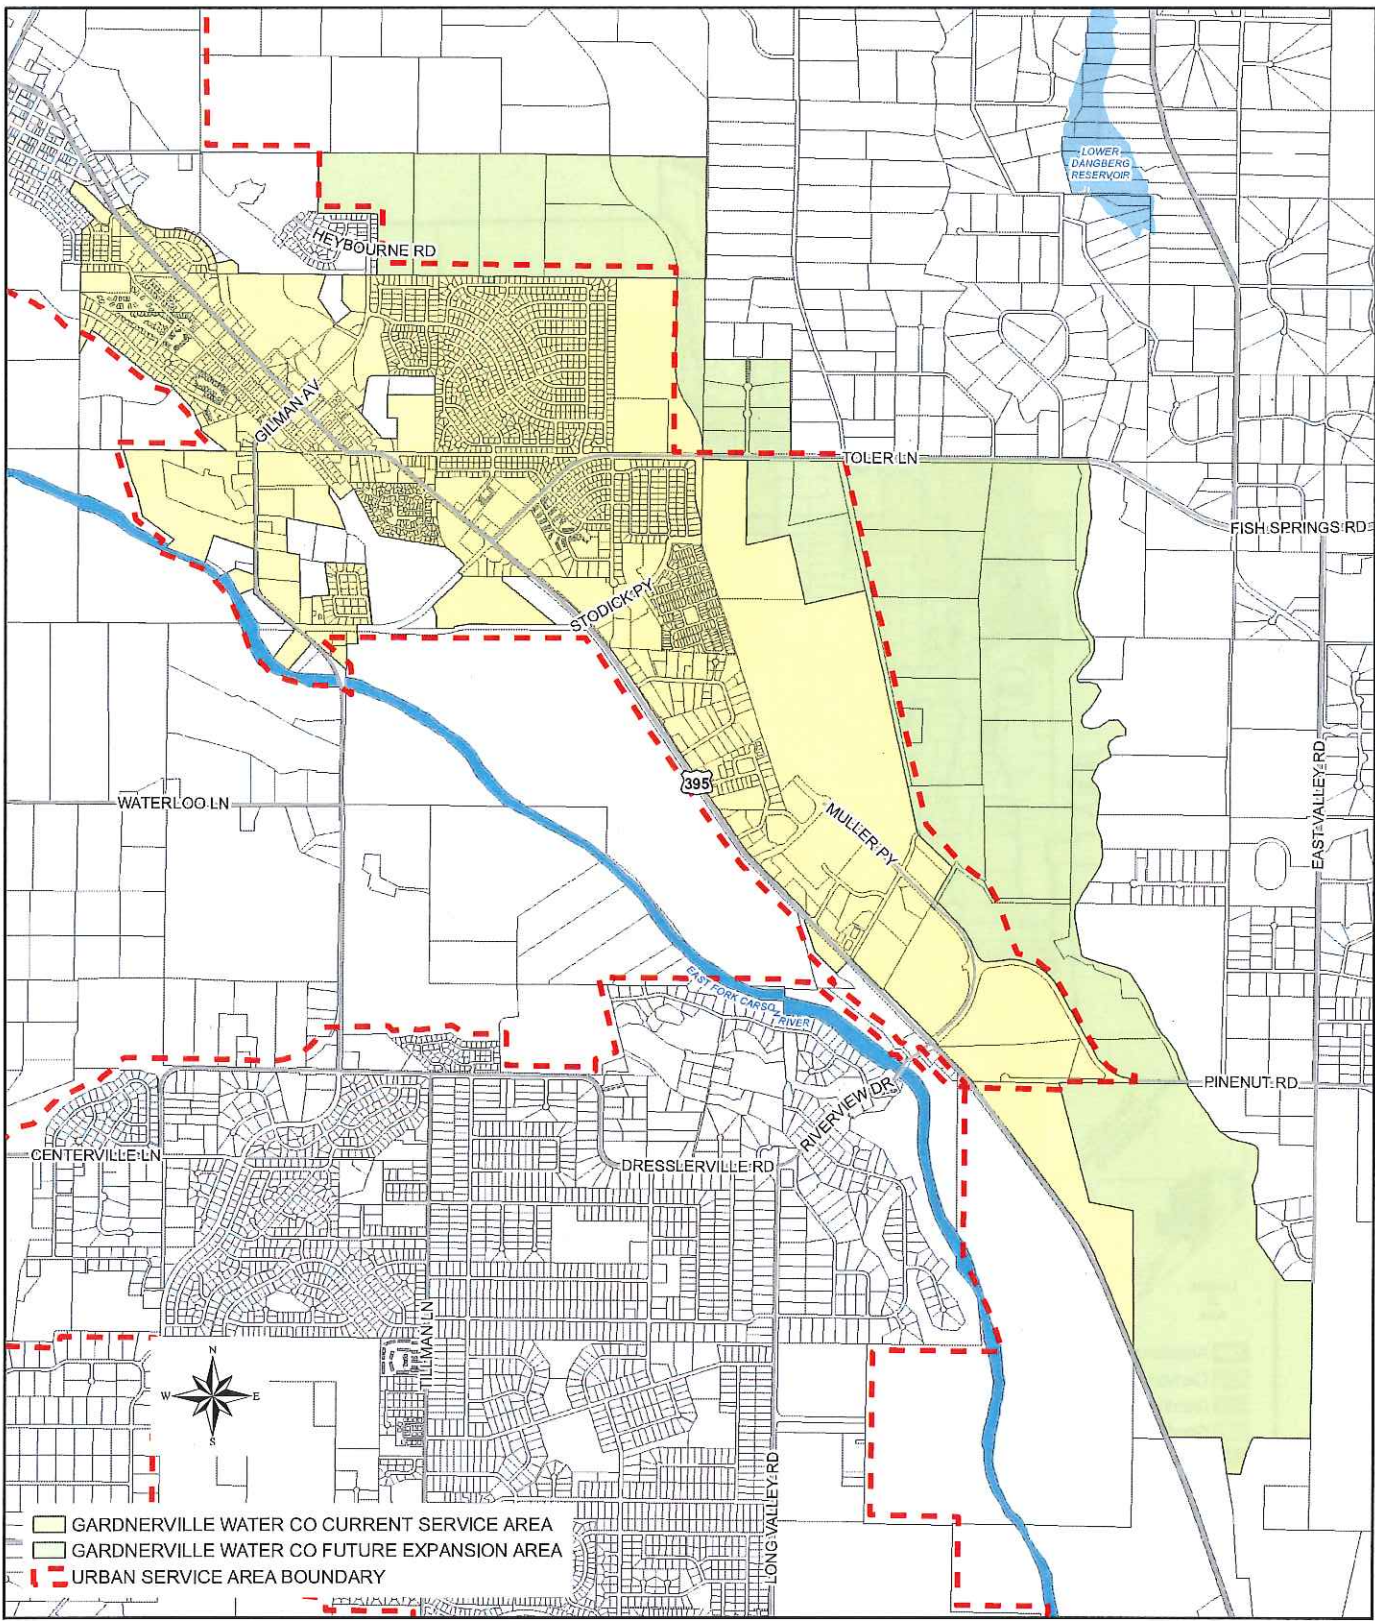 LOWER
DANGBERG
RESERVOIR
HEYBOURNE RD
GILMAN AV
TOLER LN
FISH SPRINGS RD
STODICK PY
395
WATERLOO LN
MULLER PY
EAST VALLEY RD
EAST FORK CARSON
RIVER
PINENUT RD
RIVERVIEW DR
CENTERVILLE LN
DRESSLERVILLE RD
TILLMAN LN
LONG VALLEY RD
N
W
E
S
GARDNERVILLE WATER CO CURRENT SERVICE AREA
GARDNERVILLE WATER CO FUTURE EXPANSION AREA
URBAN SERVICE AREA BOUNDARY